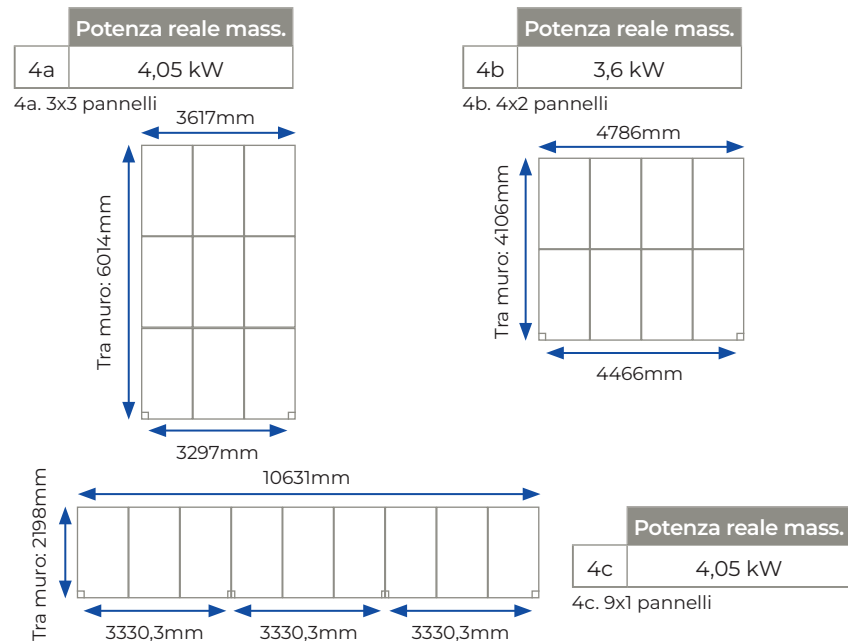 Potenza reale mass.
4a 4,05 kW
4a. 3x3 pannelli
3617mm
Tra muro: 6014mm
3297mm
Potenza reale mass.
4b 3,6 kW
4b. 4x2 pannelli
4786mm
Tra muro: 4106mm
4466mm
10631mm
Tra muro: 2198mm
3330,3mm 3330,3mm 3330,3mm
Potenza reale mass.
4c 4,05 kW
4c. 9x1 pannelli